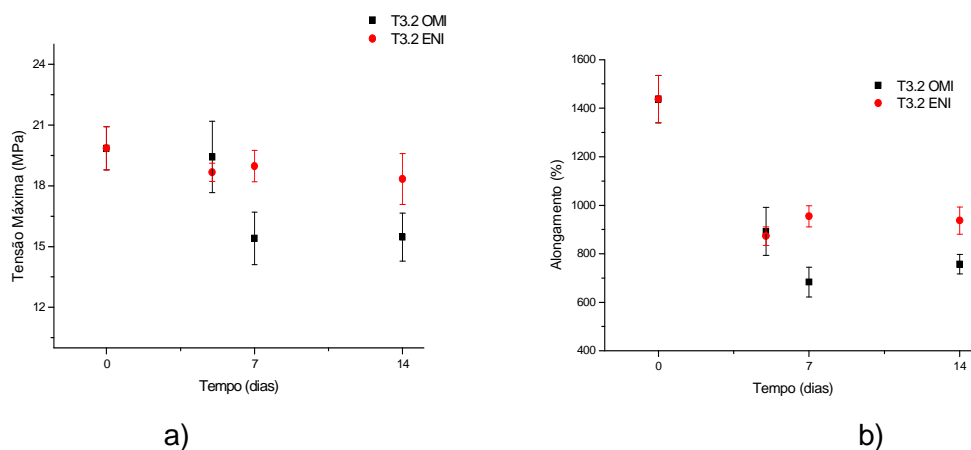 T3.2 OMI
T3.2 ENI
24
21
18
15
12
Tensão Máxima (MPa)
0
7
14
Tempo (dias)
a)
T3.2 OMI
T3.2 ENI
1600
1400
1200
1000
800
600
400
Alongamento (%)
0
7
14
Tempo (dias)
b)